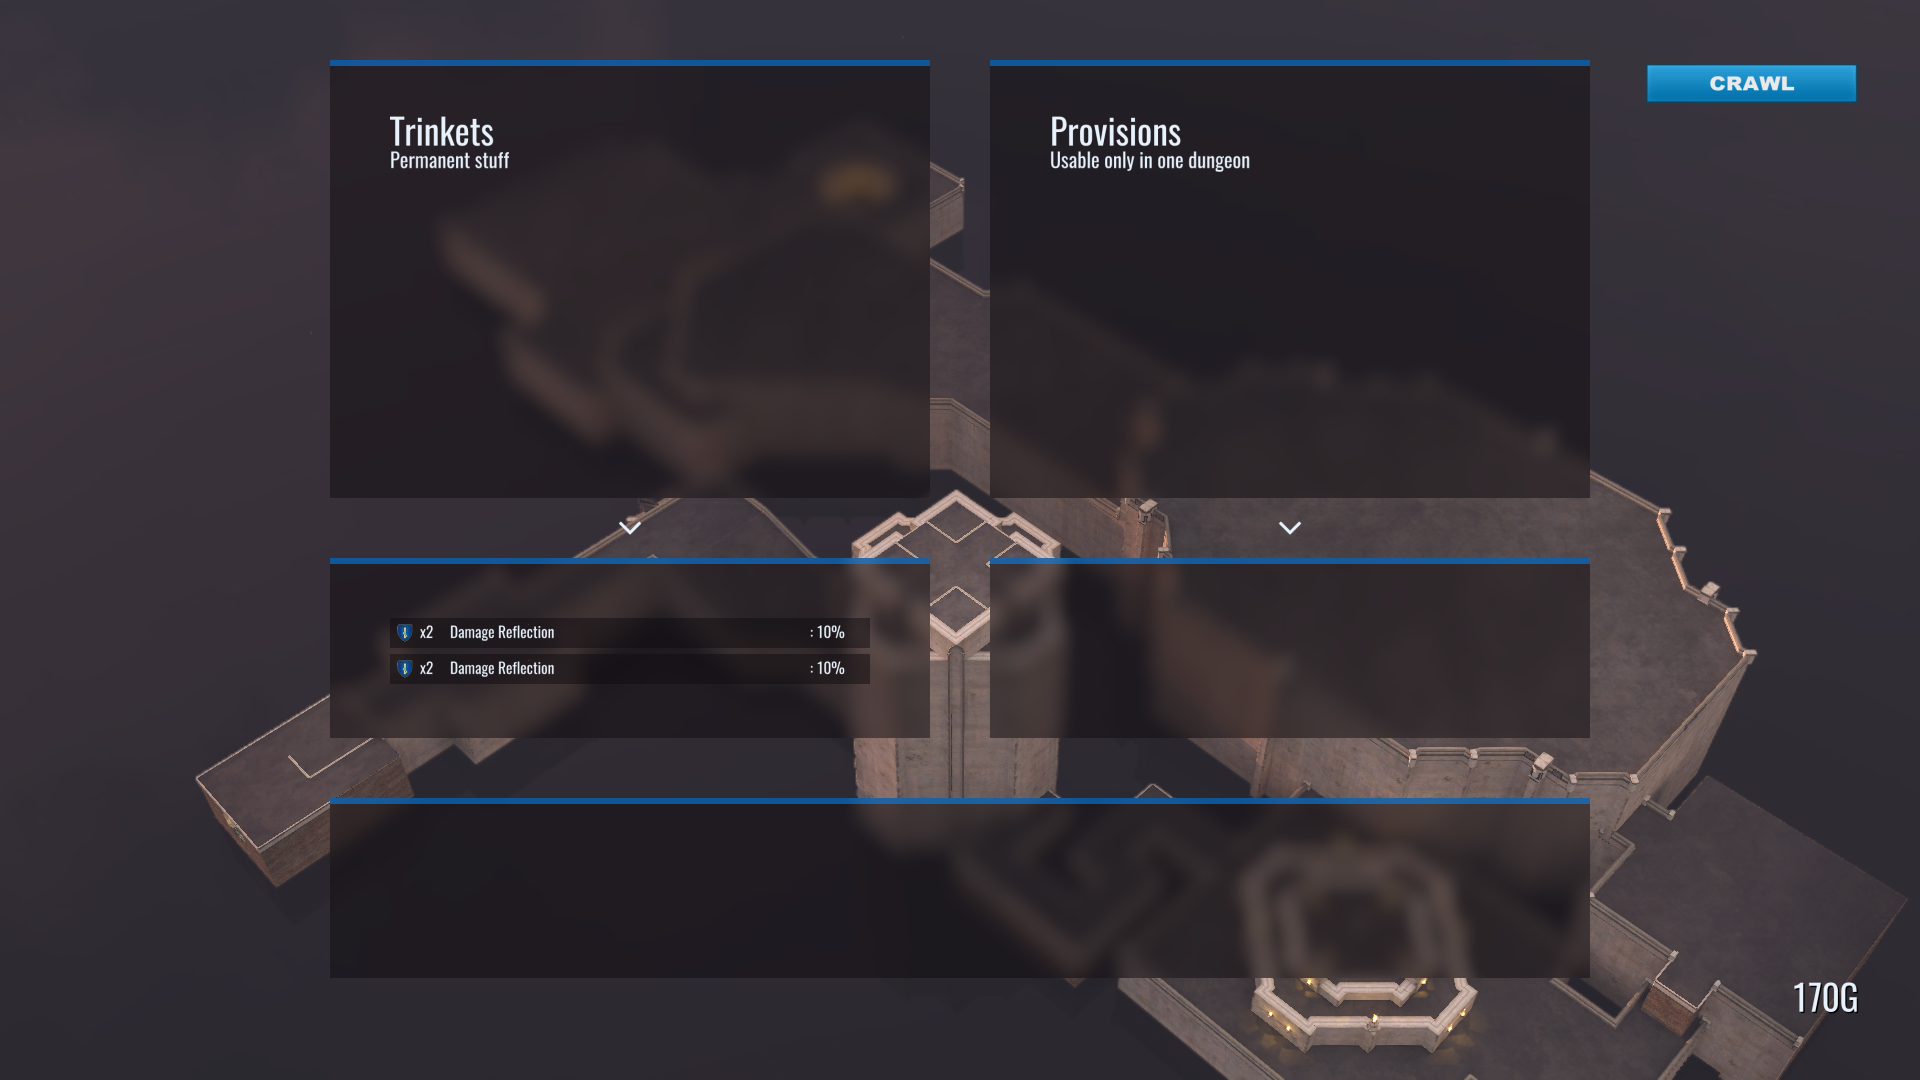 Trinkets
Permanent stuff
Provisions
Usable only in one dungeon
CRAWL
x2 Damage Reflection : 10%
x2 Damage Reflection : 10%
170G